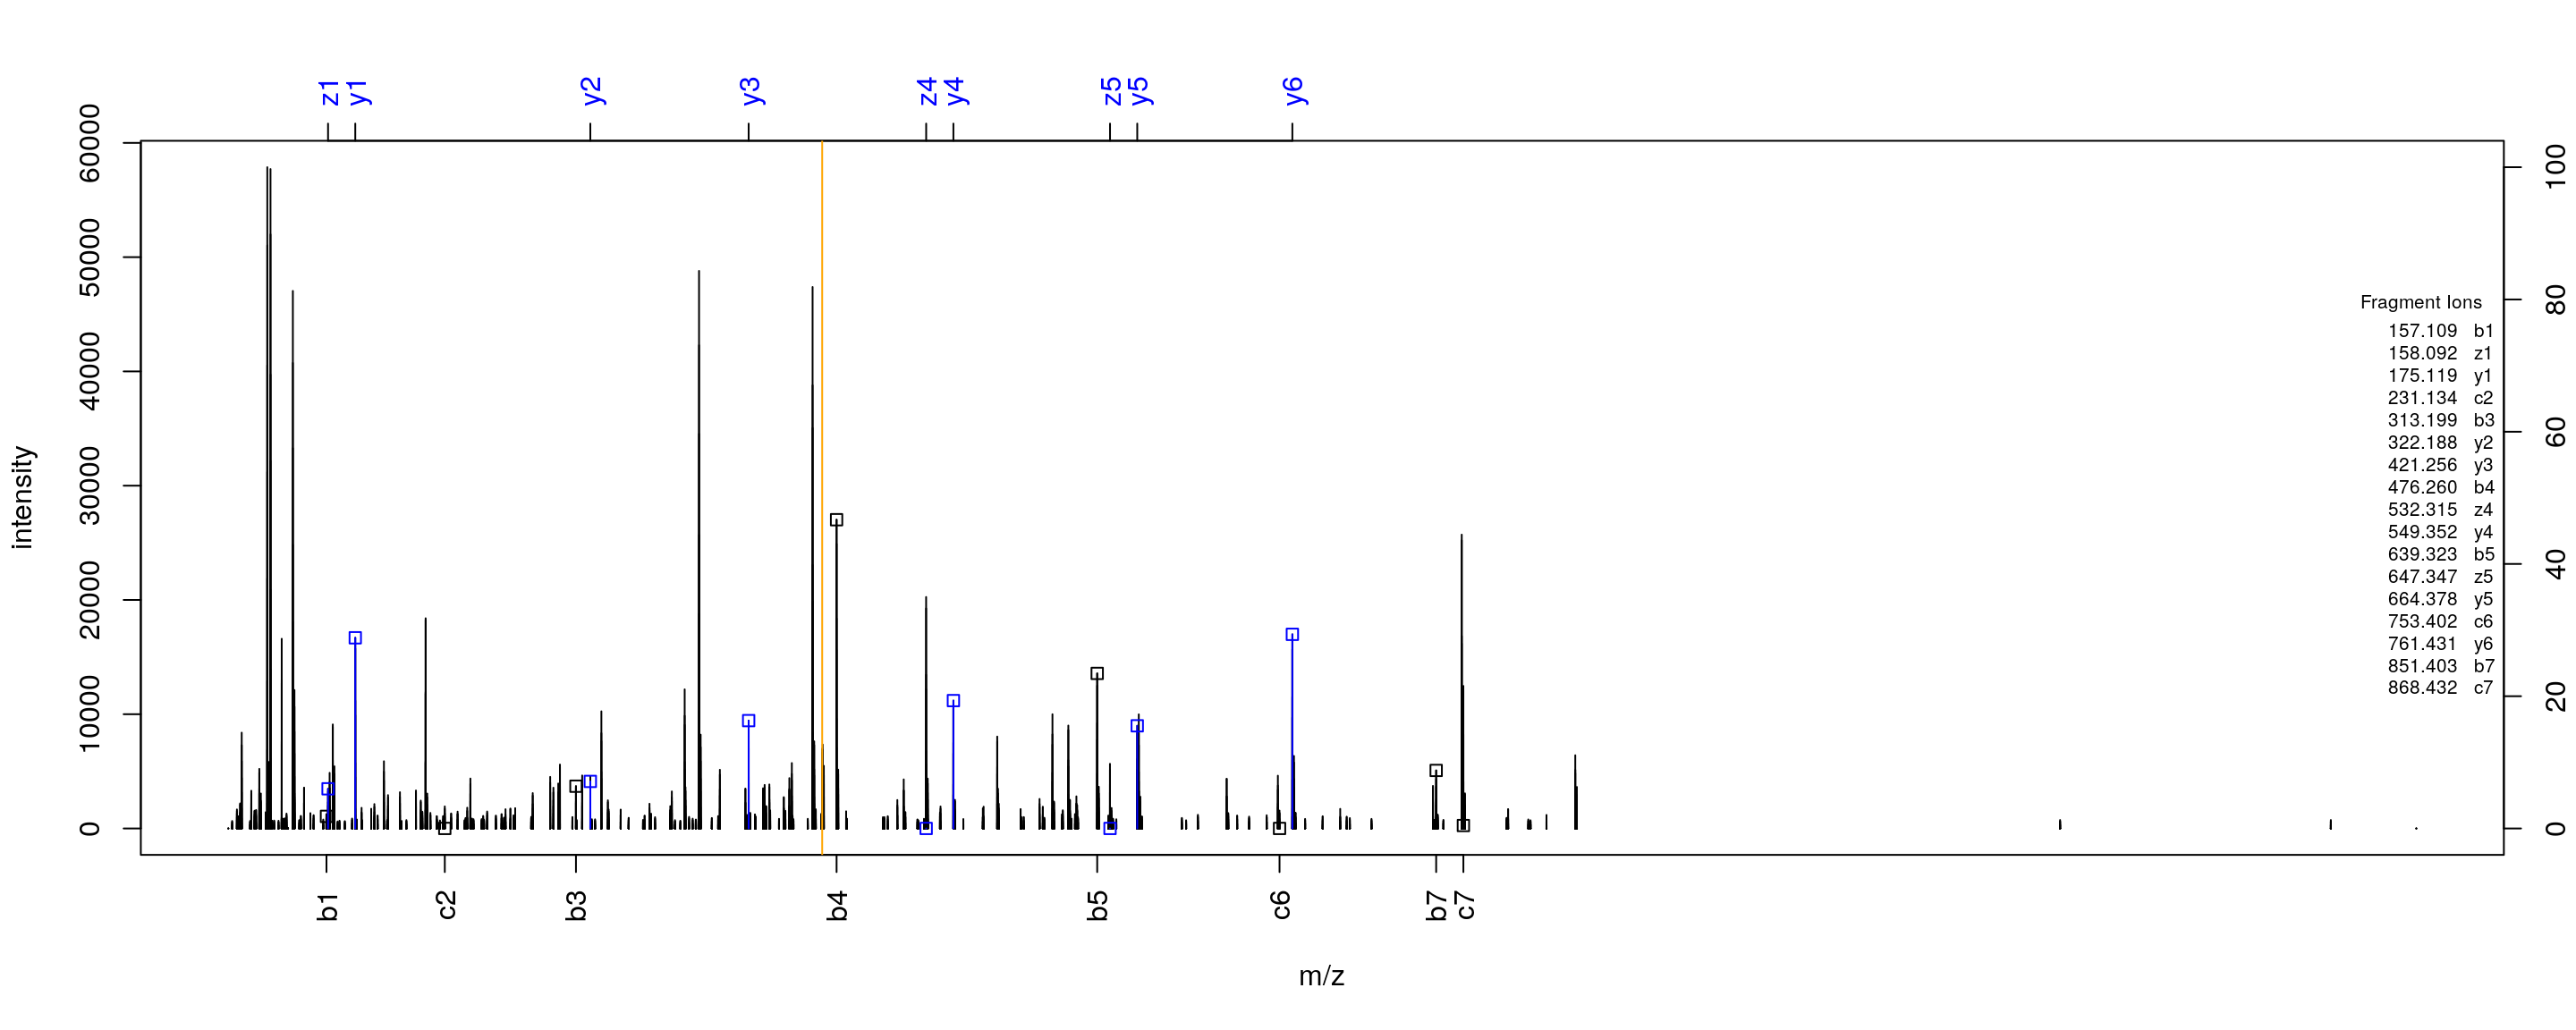 z1 y1 y2 y3 z4 y4 z5 y5 y6
60000
50000
40000
30000
20000
10000
0
intensity
100
80
60
40
20
0
Fragment Ions
157.109 b1
158.092 z1
175.119 y1
231.134 c2
313.199 b3
322.188 y2
421.256 y3
476.260 b4
532.315 z4
549.352 y4
639.323 b5
647.347 z5
664.378 y5
753.402 c6
761.431 y6
851.403 b7
868.432 c7
b1 c2 b3 b4 b5 c6 b7 c7
m/z